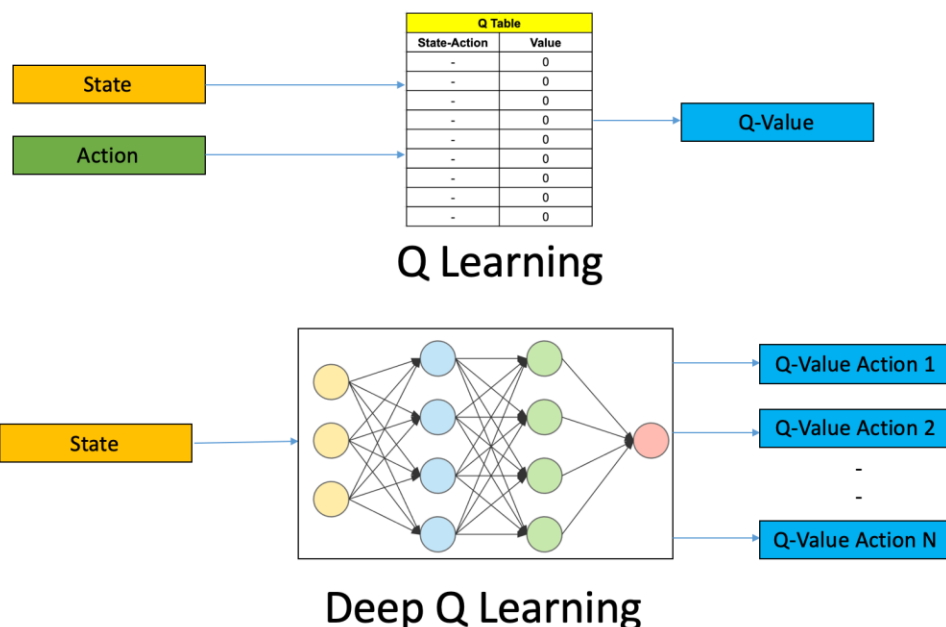 Q Table
State-Action Value
- 0
- 0
- 0
- 0
- 0
- 0
- 0
- 0
- 0
State
Action
Q-Value
Q Learning
State
Q-Value Action 1
Q-Value Action 2
-
-
Q-Value Action N
Deep Q Learning